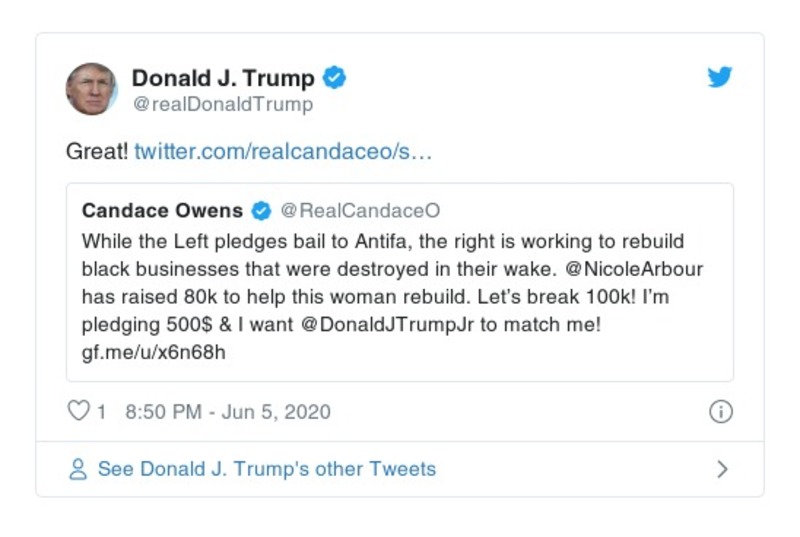 Donald J. Trump
@realDonaldTrump
Great! twitter.com/realcandaceo/s…
Candace Owens @RealCandaceO
While the Left pledges bail to Antifa, the right is working to rebuild
black businesses that were destroyed in their wake. @NicoleArbour
has raised 80k to help this woman rebuild. Let’s break 100k! I’m
pledging 500$ & I want @DonaldJTrumpJr to match me!
gf.me/u/x6n68h
1 8:50 PM - Jun 5, 2020
See Donald J. Trump's other Tweets